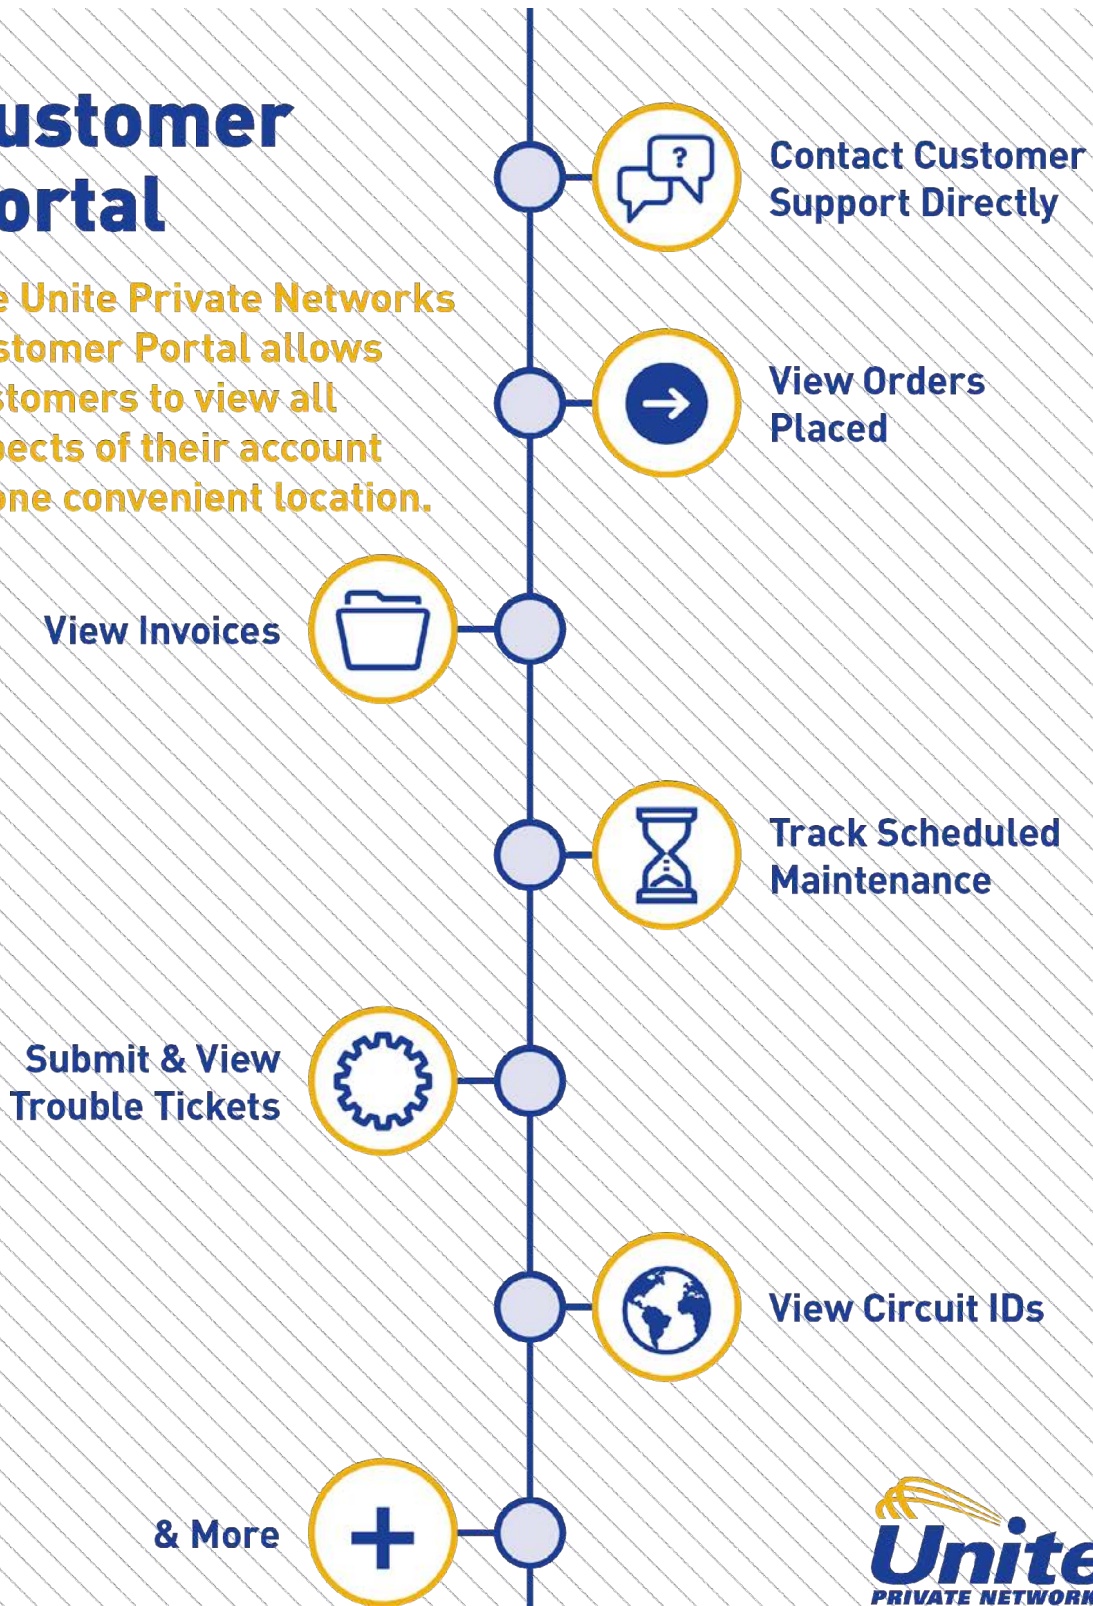 ustomer
ortal
e Unite Private Networks
stomer Portal allows
stomers to view all
pects of their account
one convenient location.
?
Contact Customer
Support Directly
View Orders
Placed
View Invoices
Track Scheduled
Maintenance
Submit & View
Trouble Tickets
View Circuit IDs
& More
Unite
PRIVATE NETWORK